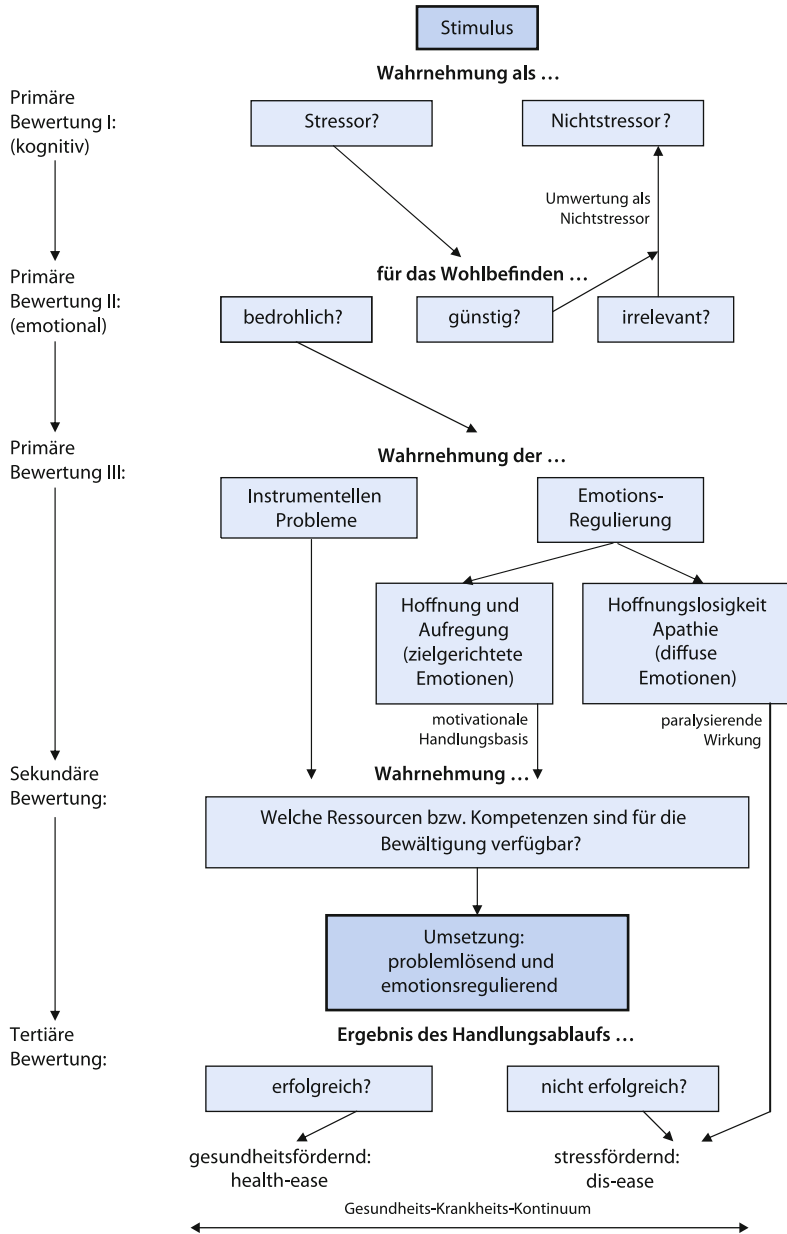 Stimulus
Wahrnehmung als …
Primäre
Bewertung I:
(kognitiv)
Stressor?
Nichtstressor?
Umwertung als
Nichtstressor
für das Wohlbefinden …
Primäre
Bewertung II:
(emotional)
bedrohlich?
günstig?
irrelevant?
Primäre
Bewertung III:
Wahrnehmung der …
Instrumentellen
Probleme
Emotions-
Regulierung
Hoffnung und
Aufregung
(zielgerichtete
Emotionen)
Hoffnungslosigkeit
Apathie
(diffuse
Emotionen)
motivationale
Handlungsbasis
paralysierende
Wirkung
Sekundäre
Bewertung:
Wahrnehmung …
Welche Ressourcen bzw. Kompetenzen sind für die
Bewältigung verfügbar?
Umsetzung:
problemlösend und
emotionsregulierend
Tertiäre
Bewertung:
Ergebnis des Handlungsablaufs …
erfolgreich?
nicht erfolgreich?
gesundheitsfördernd:
health-ease
stressfördernd:
dis-ease
Gesundheits-Krankheits-Kontinuum